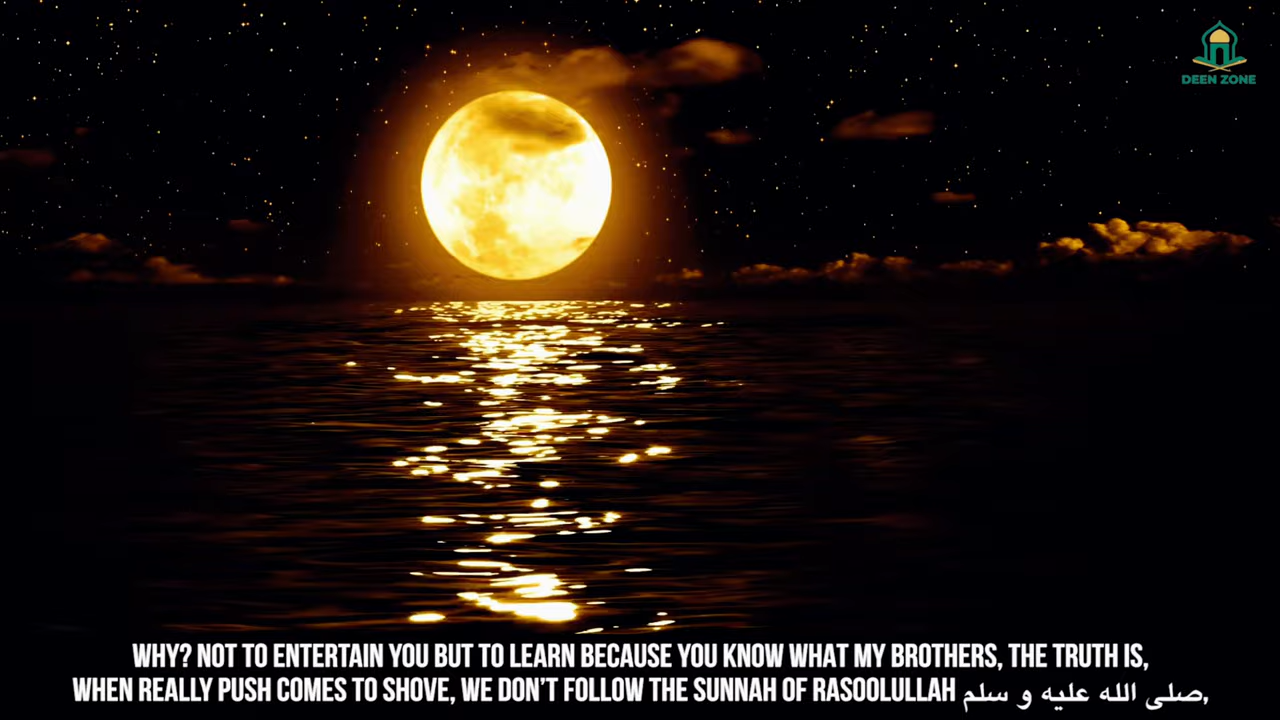 DEEN ZONE
WHY? NOT TO ENTERTAIN YOU BUT TO LEARN BECAUSE YOU KNOW WHAT MY BROTHERS, THE TRUTH IS,
WHEN REALLY PUSH COMES TO SHOVE, WE DON'T FOLLOW THE SUNNAH OF RASOOLULLAH صلى الله عليه و سلم,